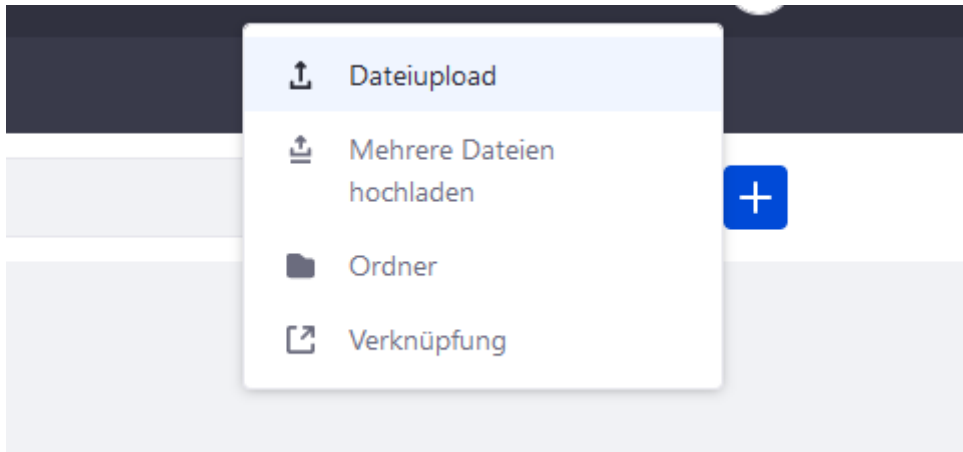 Dateiupload
Mehrere Dateien
hochladen
Ordner
Verknüpfung